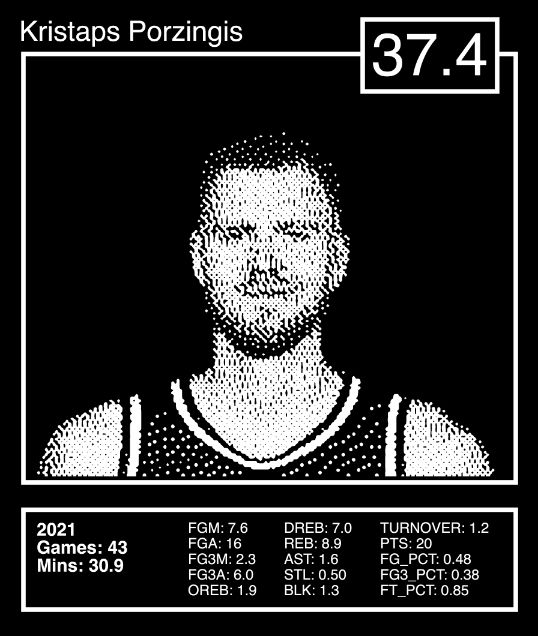 Kristaps Porzingis
37.4
2021
Games: 43
Mins: 30.9
FGM: 7.6
FGA: 16
FG3M: 2.3
FG3A: 6.0
OREB: 1.9
DREB: 7.0
REB: 8.9
AST: 1.6
STL: 0.50
BLK: 1.3
TURNOVER: 1.2
PTS: 20
FG_PCT: 0.48
FG3_PCT: 0.38
FT_PCT: 0.85